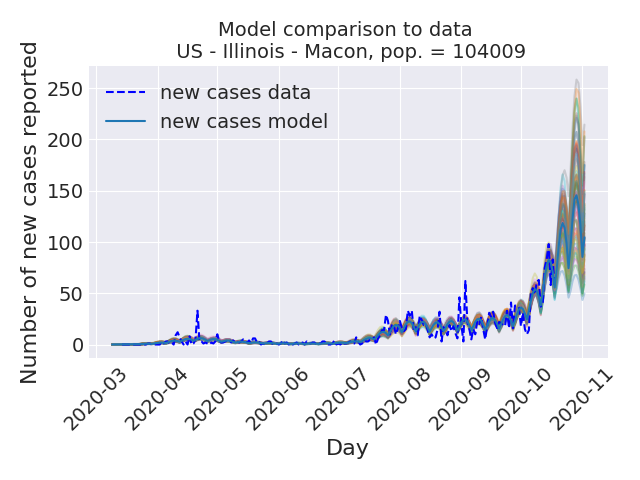 Model comparison to data
US - Illinois - Macon, pop. = 104009
Number of new cases reported
250
200
150
100
50
0
new cases data
new cases model
2020-03
2020-04
2020-05
2020-06
2020-07
2020-08
2020-09
2020-10
2020-11
Day